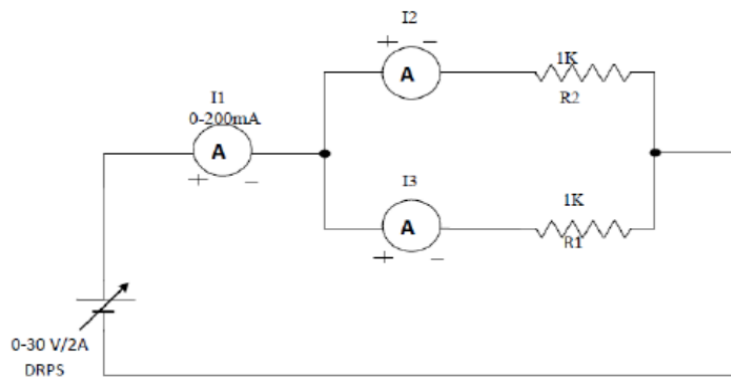 I2
+ −
A
1K
R2
I1
0-200mA
A
+ −
I3
1K
A
R1
+ −
0-30 V/2A
DRPS